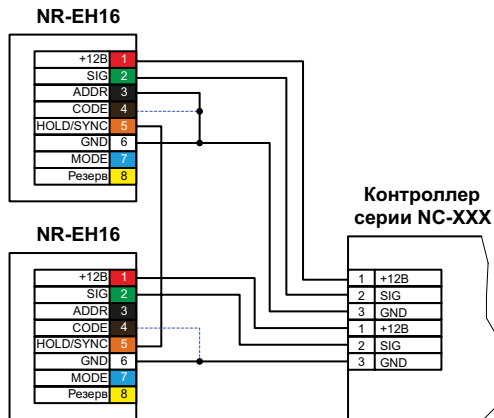 NR-EH16
+12В 1
SIG 2
ADDR 3
CODE 4
HOLD/SYNC 5
GND 6
MODE 7
Резерв 8
Контроллер
серии NC-XXX
NR-EH16
+12В 1
SIG 2
ADDR 3
CODE 4
HOLD/SYNC 5
GND 6
MODE 7
Резерв 8
1 +12В
2 SIG
3 GND
1 +12В
2 SIG
3 GND